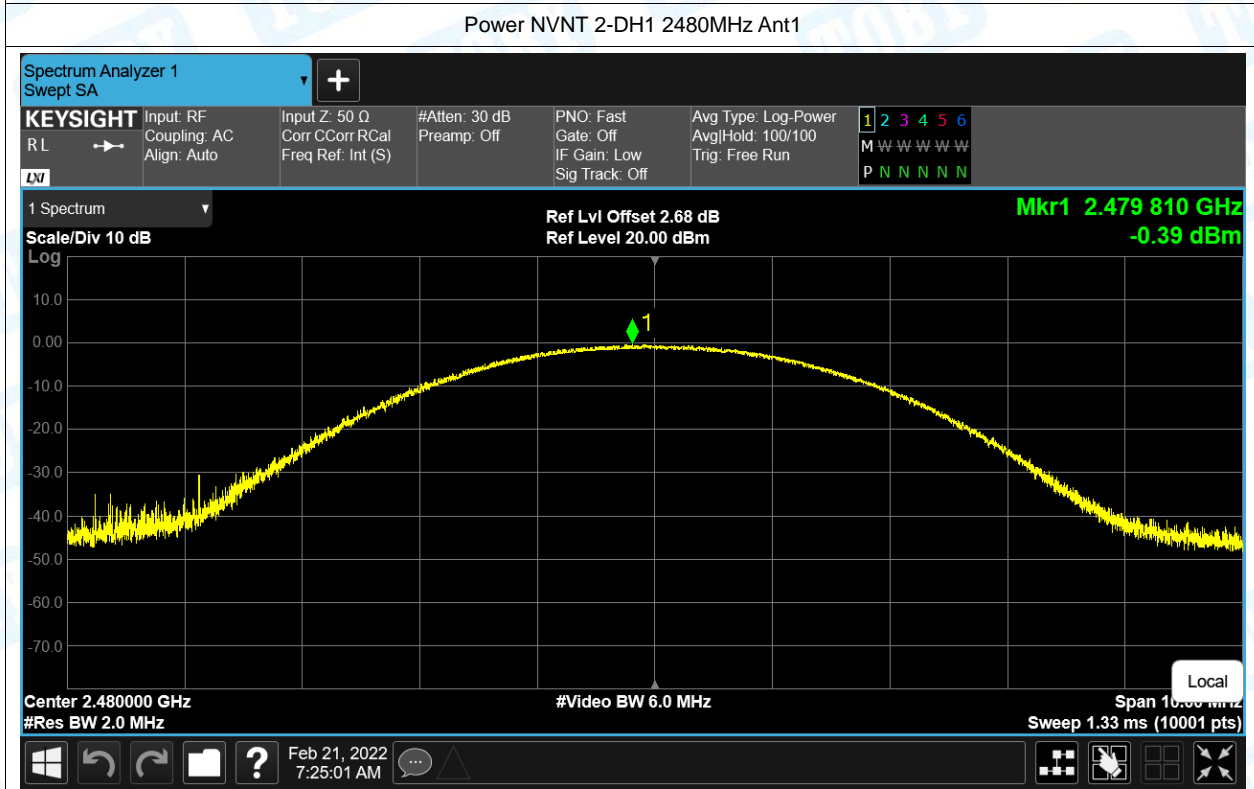 Power NVNT 2-DH1 2480MHz Ant1
Spectrum Analyzer 1
Swept SA
KEYSIGHT
R L
LXI
Input: RF
Coupling: AC
Align: Auto
Input Z: 50 Ω
Corr CCorr RCal
Freq Ref: Int (S)
#Atten: 30 dB
Preamp: Off
PNO: Fast
Gate: Off
IF Gain: Low
Sig Track: Off
Avg Type: Log-Power
Avg|Hold: 100/100
Trig: Free Run
1 2 3 4 5 6
M W W W W W
P N N N N N
1 Spectrum
Scale/Div 10 dB
Log
Ref Lvl Offset 2.68 dB
Ref Level 20.00 dBm
Mkr1 2.479 810 GHz
-0.39 dBm
1
10.0
0.00
-10.0
-20.0
-30.0
-40.0
-50.0
-60.0
-70.0
Local
Center 2.480000 GHz
#Res BW 2.0 MHz
#Video BW 6.0 MHz
Span 10.00 MHz
Sweep 1.33 ms (10001 pts)
?
Feb 21, 2022
7:25:01 AM